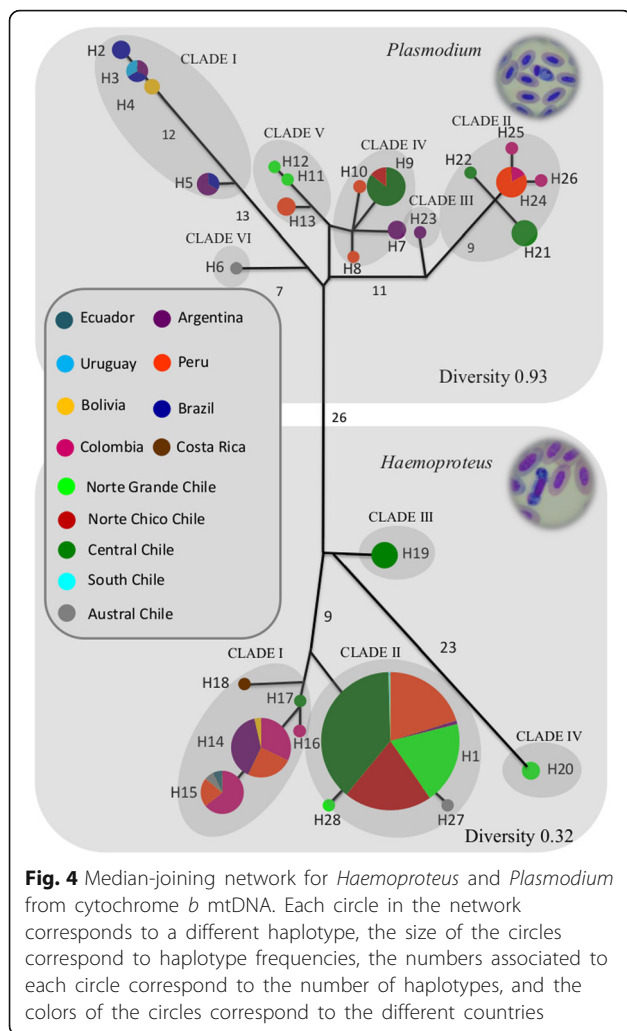 Plasmodium
H2
CLADE I
H3
H4
12
H5
13
CLADE V
H12
H11
H13
CLADE IV
H10
H9
H8
H7
CLADE III
H23
CLADE II
H25
H22
H26
H24
H21
9
11
CLADE VI
H6
7
Diversity 0.93
Ecuador
Argentina
Uruguay
Peru
Bolivia
Brazil
Colombia
Costa Rica
Norte Grande Chile
Norte Chico Chile
Central Chile
South Chile
Austral Chile
26
Haemoproteus
CLADE III
H19
9
23
CLADE I
H18
H17
H16
H14
H15
CLADE II
H1
H28
H27
CLADE IV
H20
Diversity 0.32
Fig. 4 Median-joining network for Haemoproteus and Plasmodium
from cytochrome b mtDNA. Each circle in the network
corresponds to a different haplotype, the size of the circles
correspond to haplotype frequencies, the numbers associated to
each circle correspond to the number of haplotypes, and the
colors of the circles correspond to the different countries